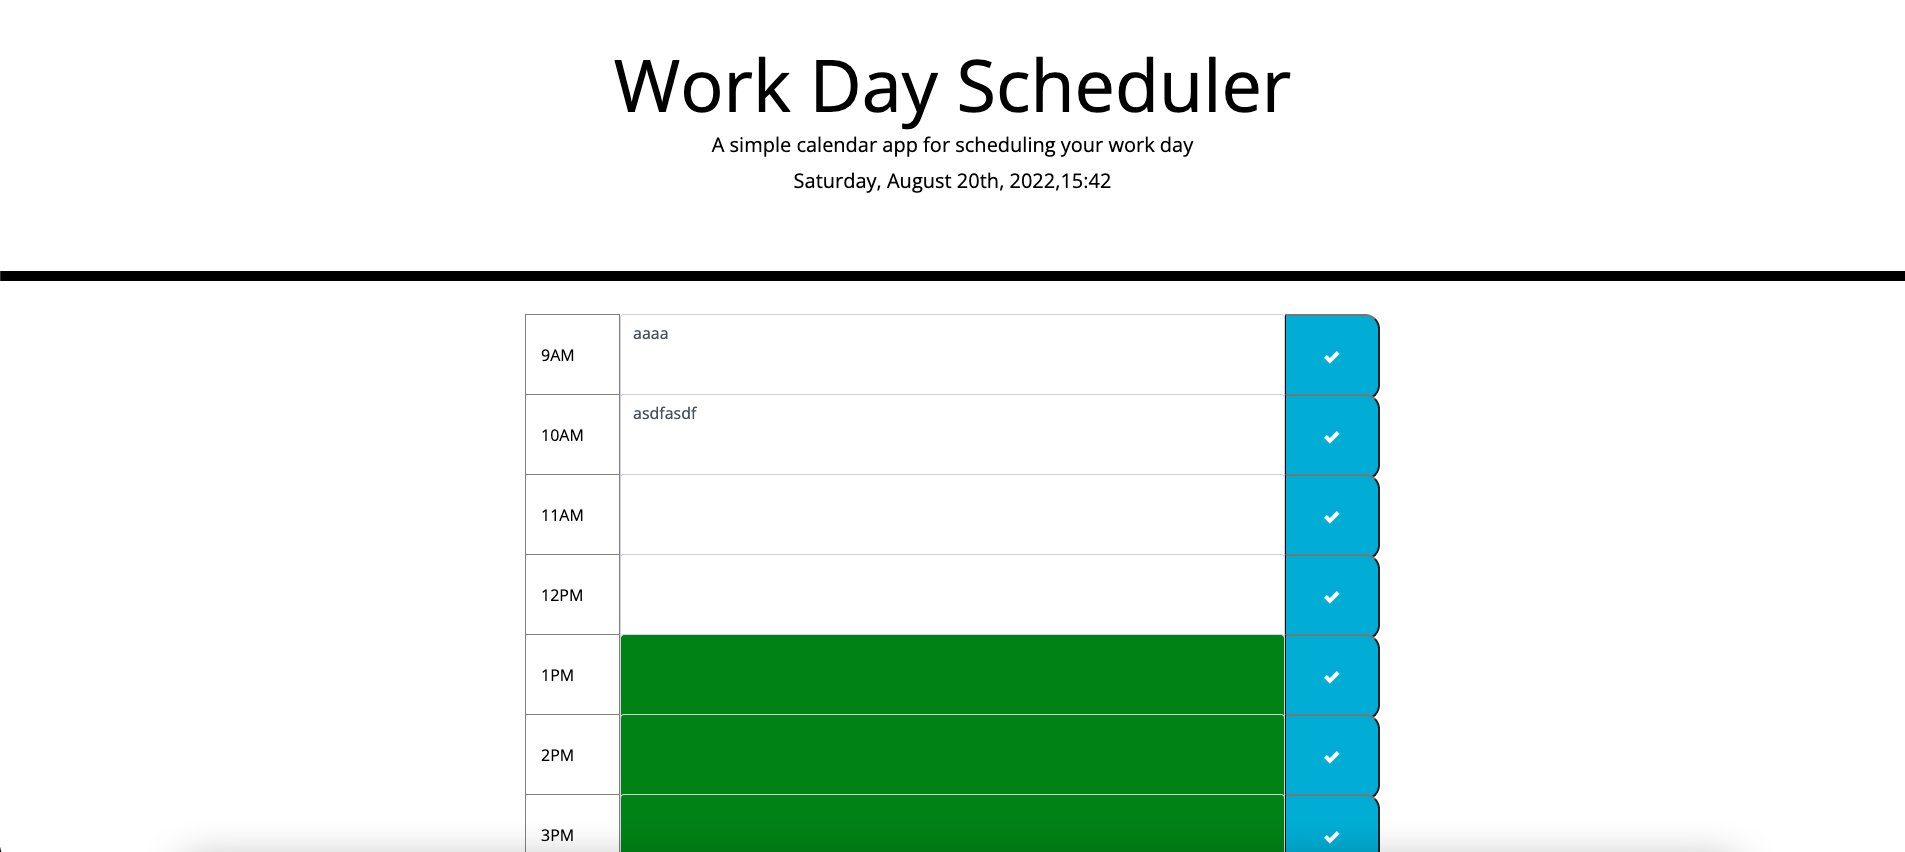 Work Day Scheduler
A simple calendar app for scheduling your work day
Saturday, August 20th, 2022,15:42
9AM
aaaa
10AM
asdfasdf
11AM
12PM
1PM
2PM
3PM